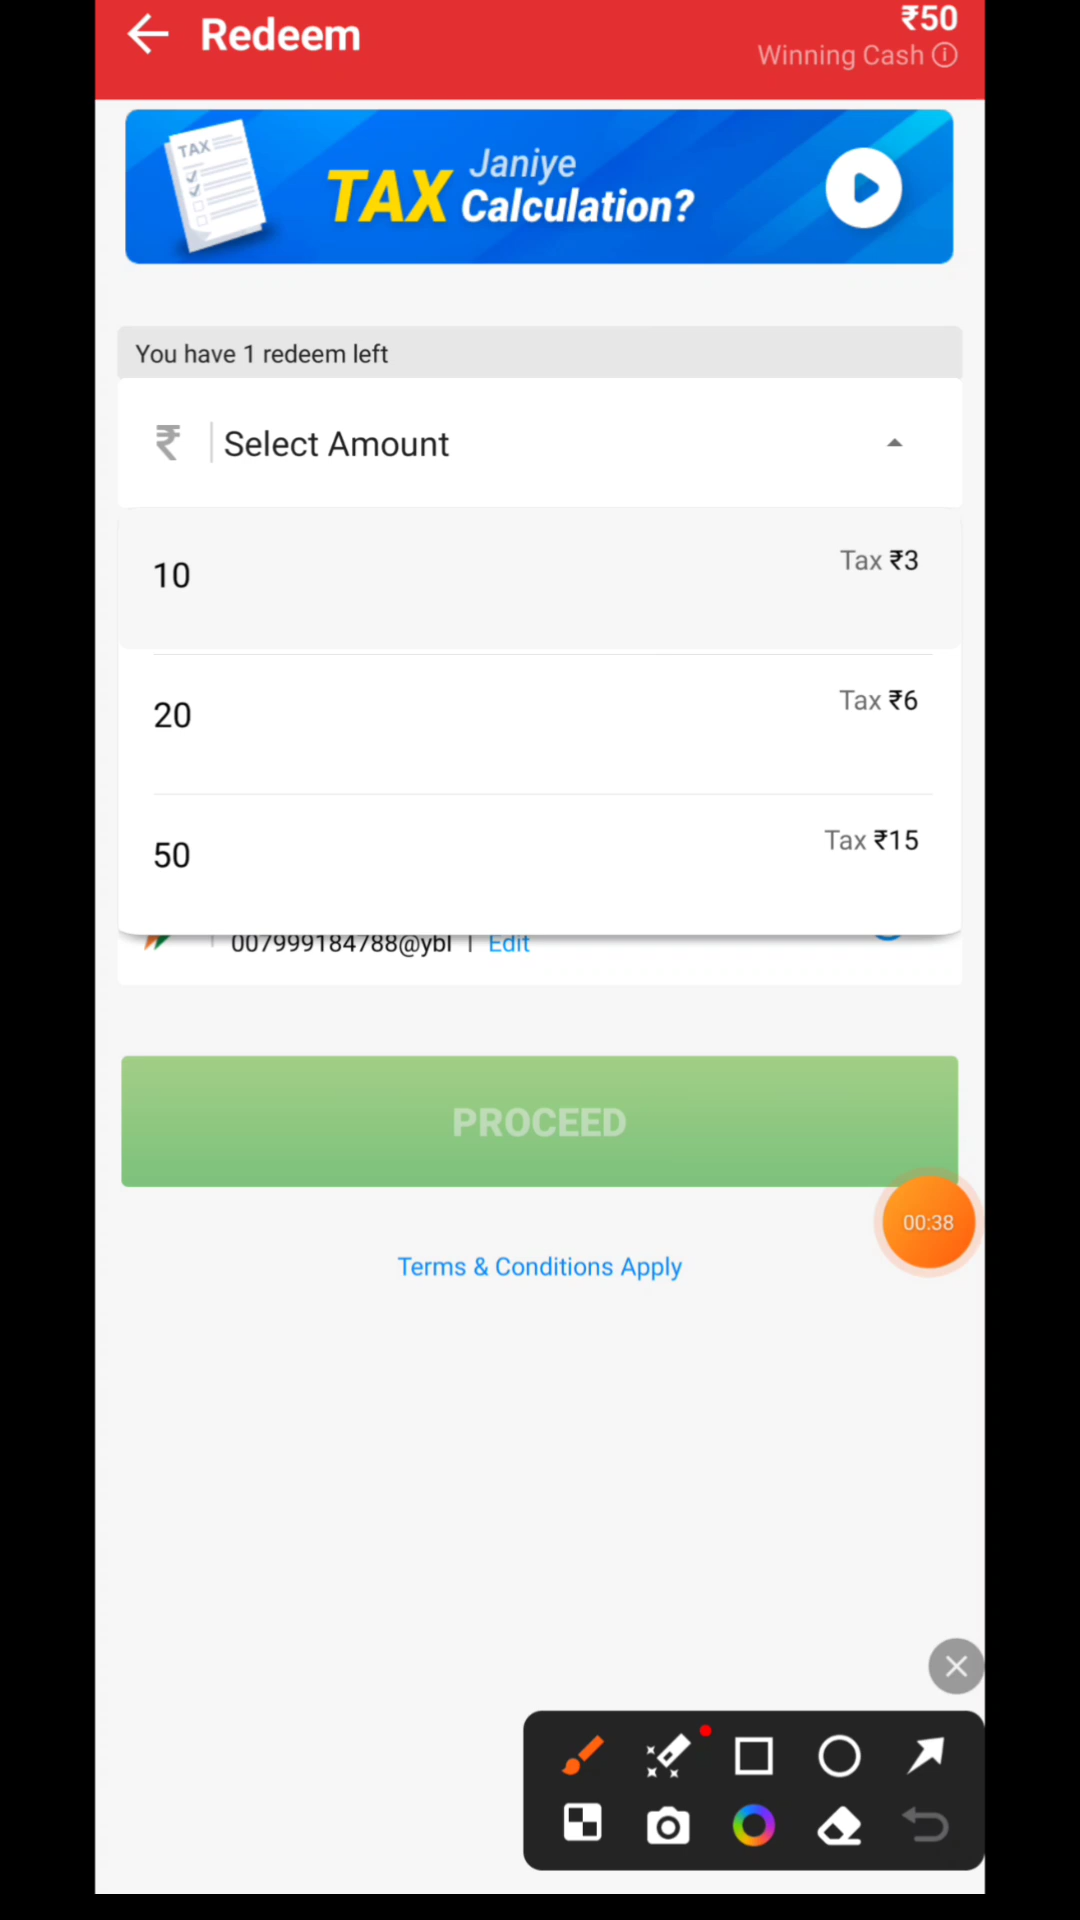 Redeem
₹50
Winning Cash
TAX
TAX Janiye Calculation?
You have 1 redeem left
₹ Select Amount
10 Tax ₹3
20 Tax ₹6
50 Tax ₹15
007999184788@ybl | Edit
PROCEED
00:38
Terms & Conditions Apply